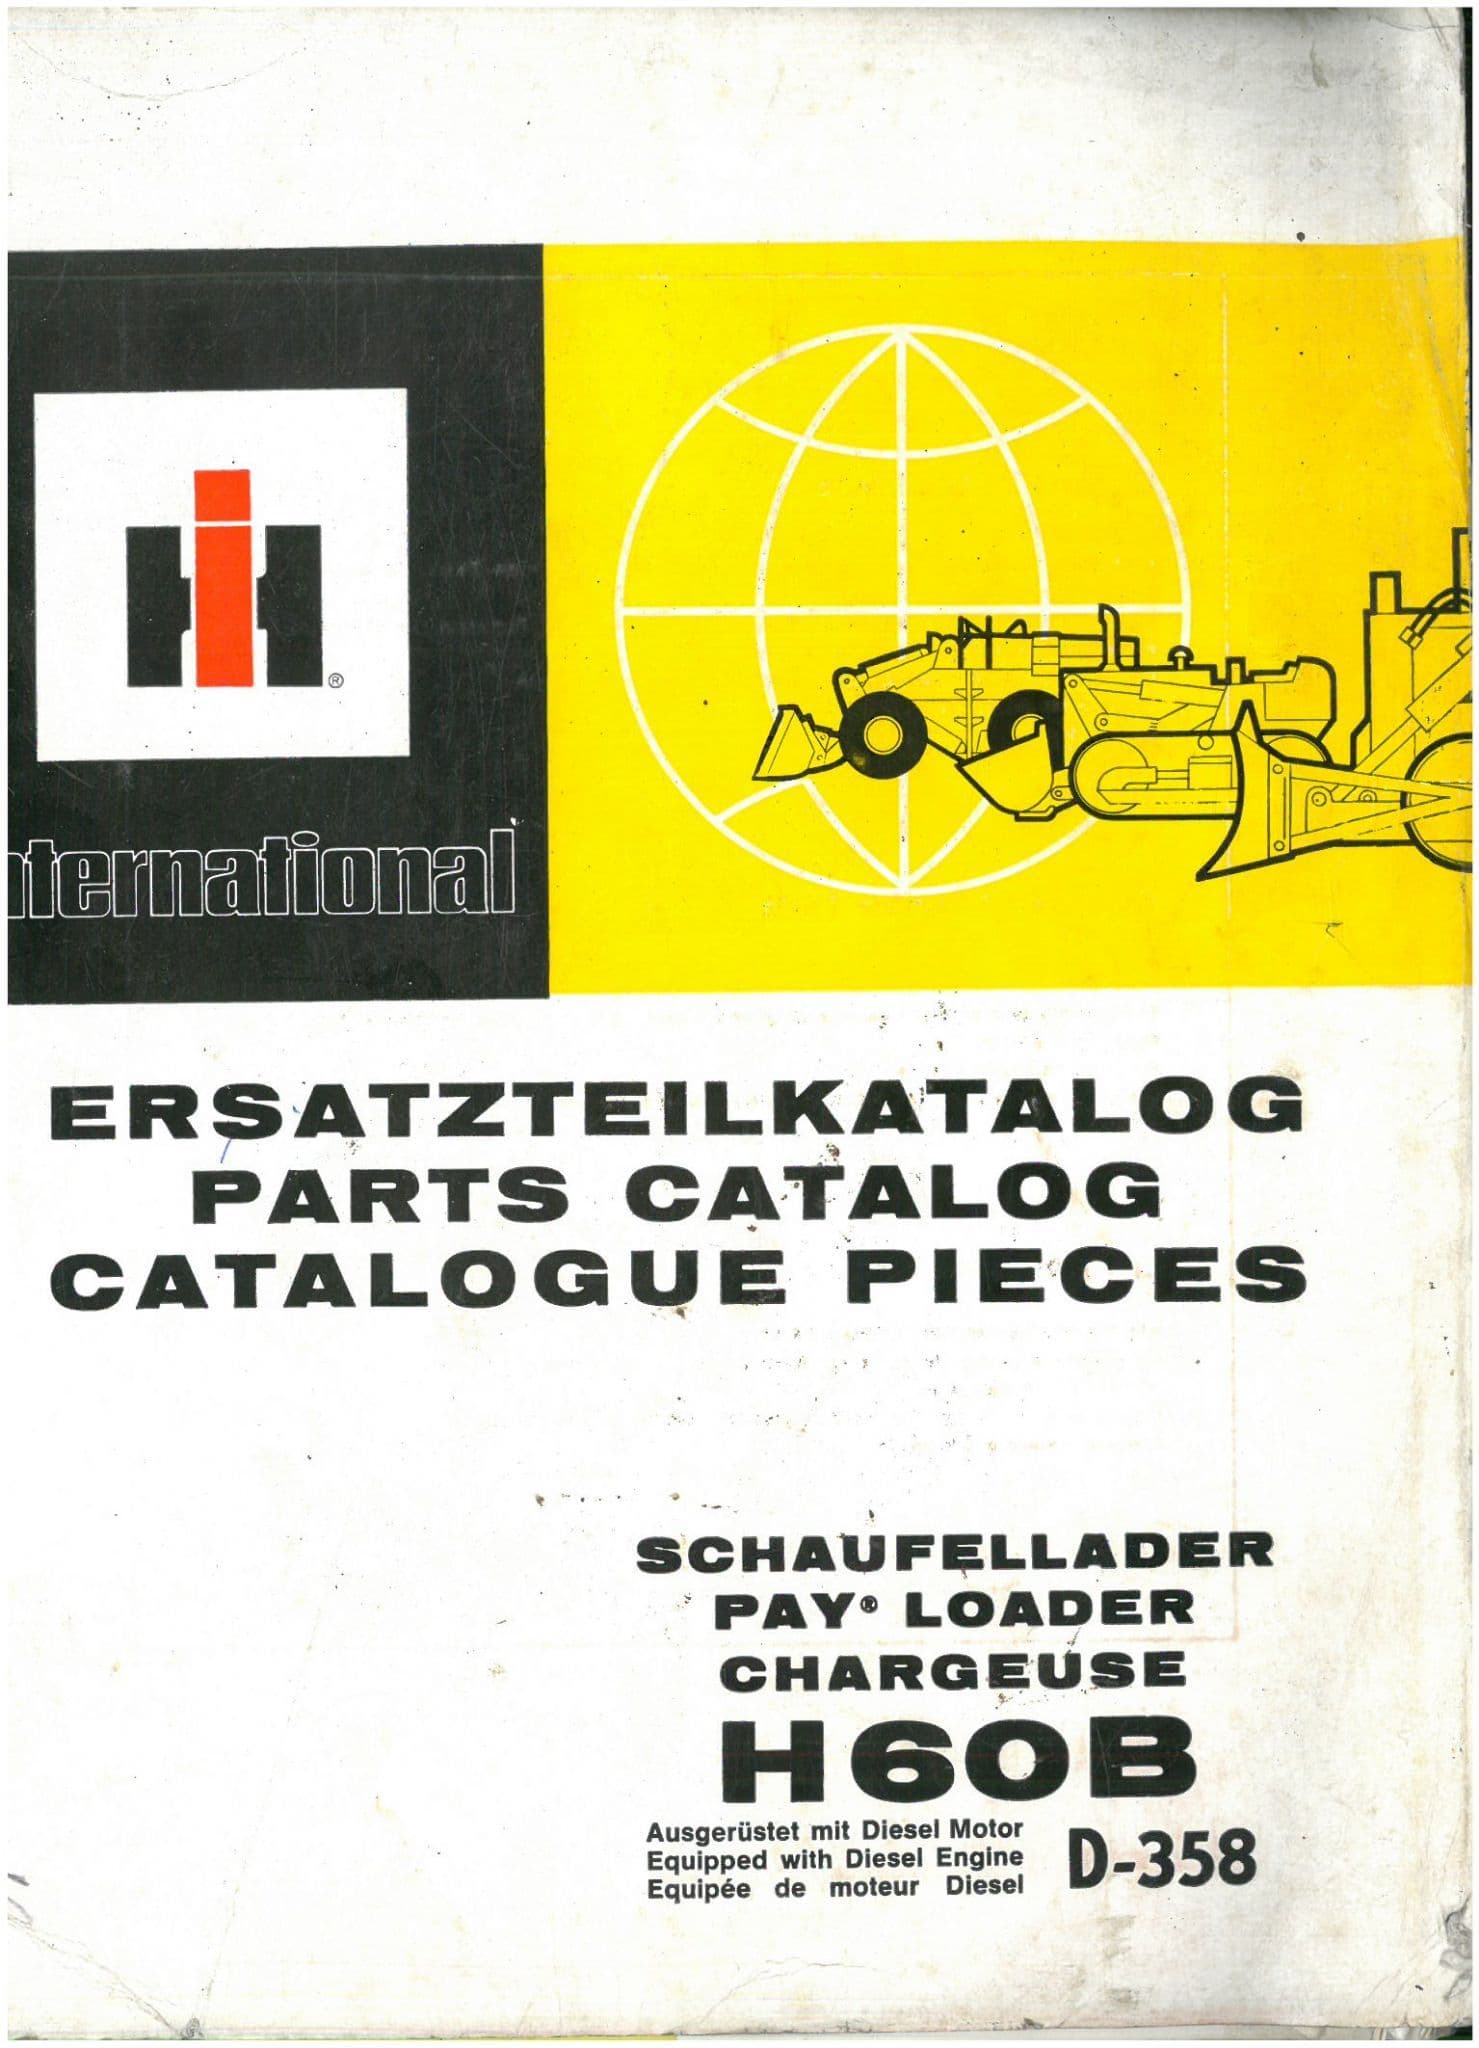 IH®
nternational
ERSATZTEILKATALOG
PARTS CATALOG
CATALOGUE PIECES
SCHAUFELLADER
PAY® LOADER
CHARGEUSE
H60B
Ausgerüstet mit Diesel Motor
Equipped with Diesel Engine
Equipée de moteur Diesel
D-358